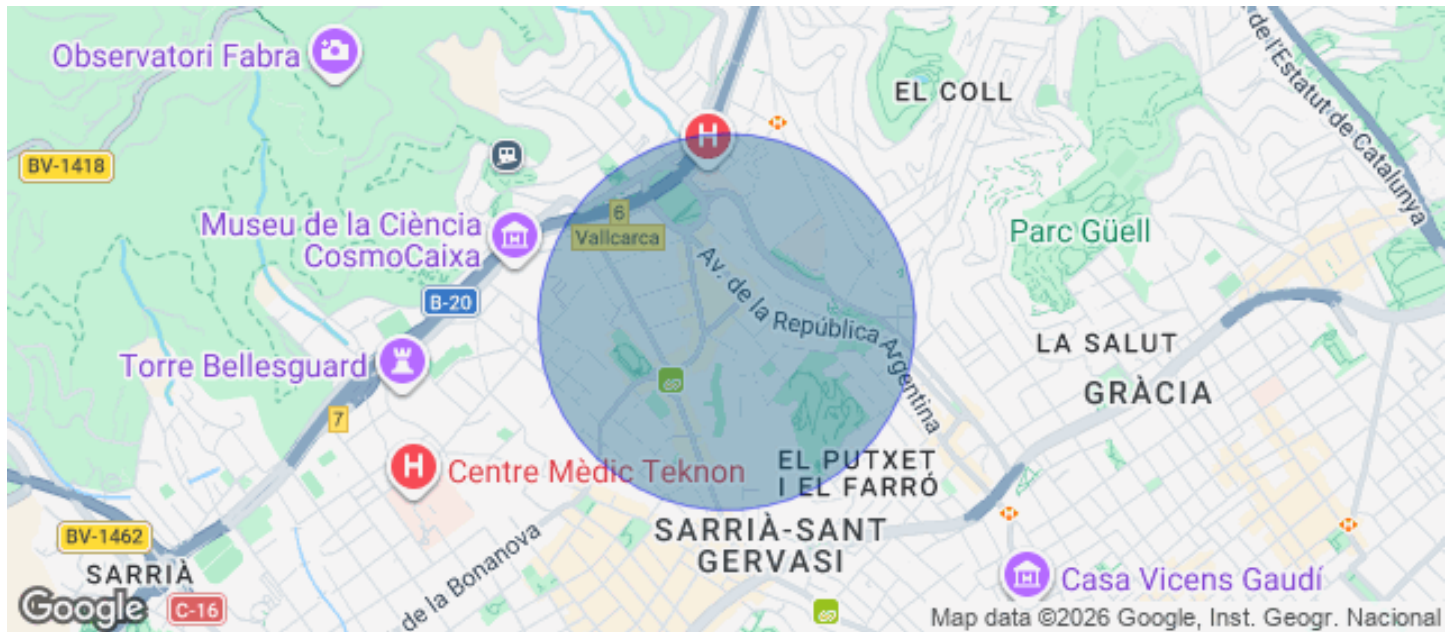 Observatori Fabra
de l'Estatut de Catalunya
EL COLL
H
BV-1418
6
Vallcarca
Museu de la Ciència
CosmoCaixa
Parc Güell
Av. de la República Argentina
B-20
LA SALUT
Torre Bellesguard
GRÀCIA
7
H
Centre Mèdic Teknon
EL PUTXET
I EL FARRÓ
SARRIÀ-SANT
GERVASI
BV-1462
SARRIÀ
de la Bonanova
Casa Vicens Gaudí
Google
C-16
Map data ©2026 Google, Inst. Geogr. Nacional